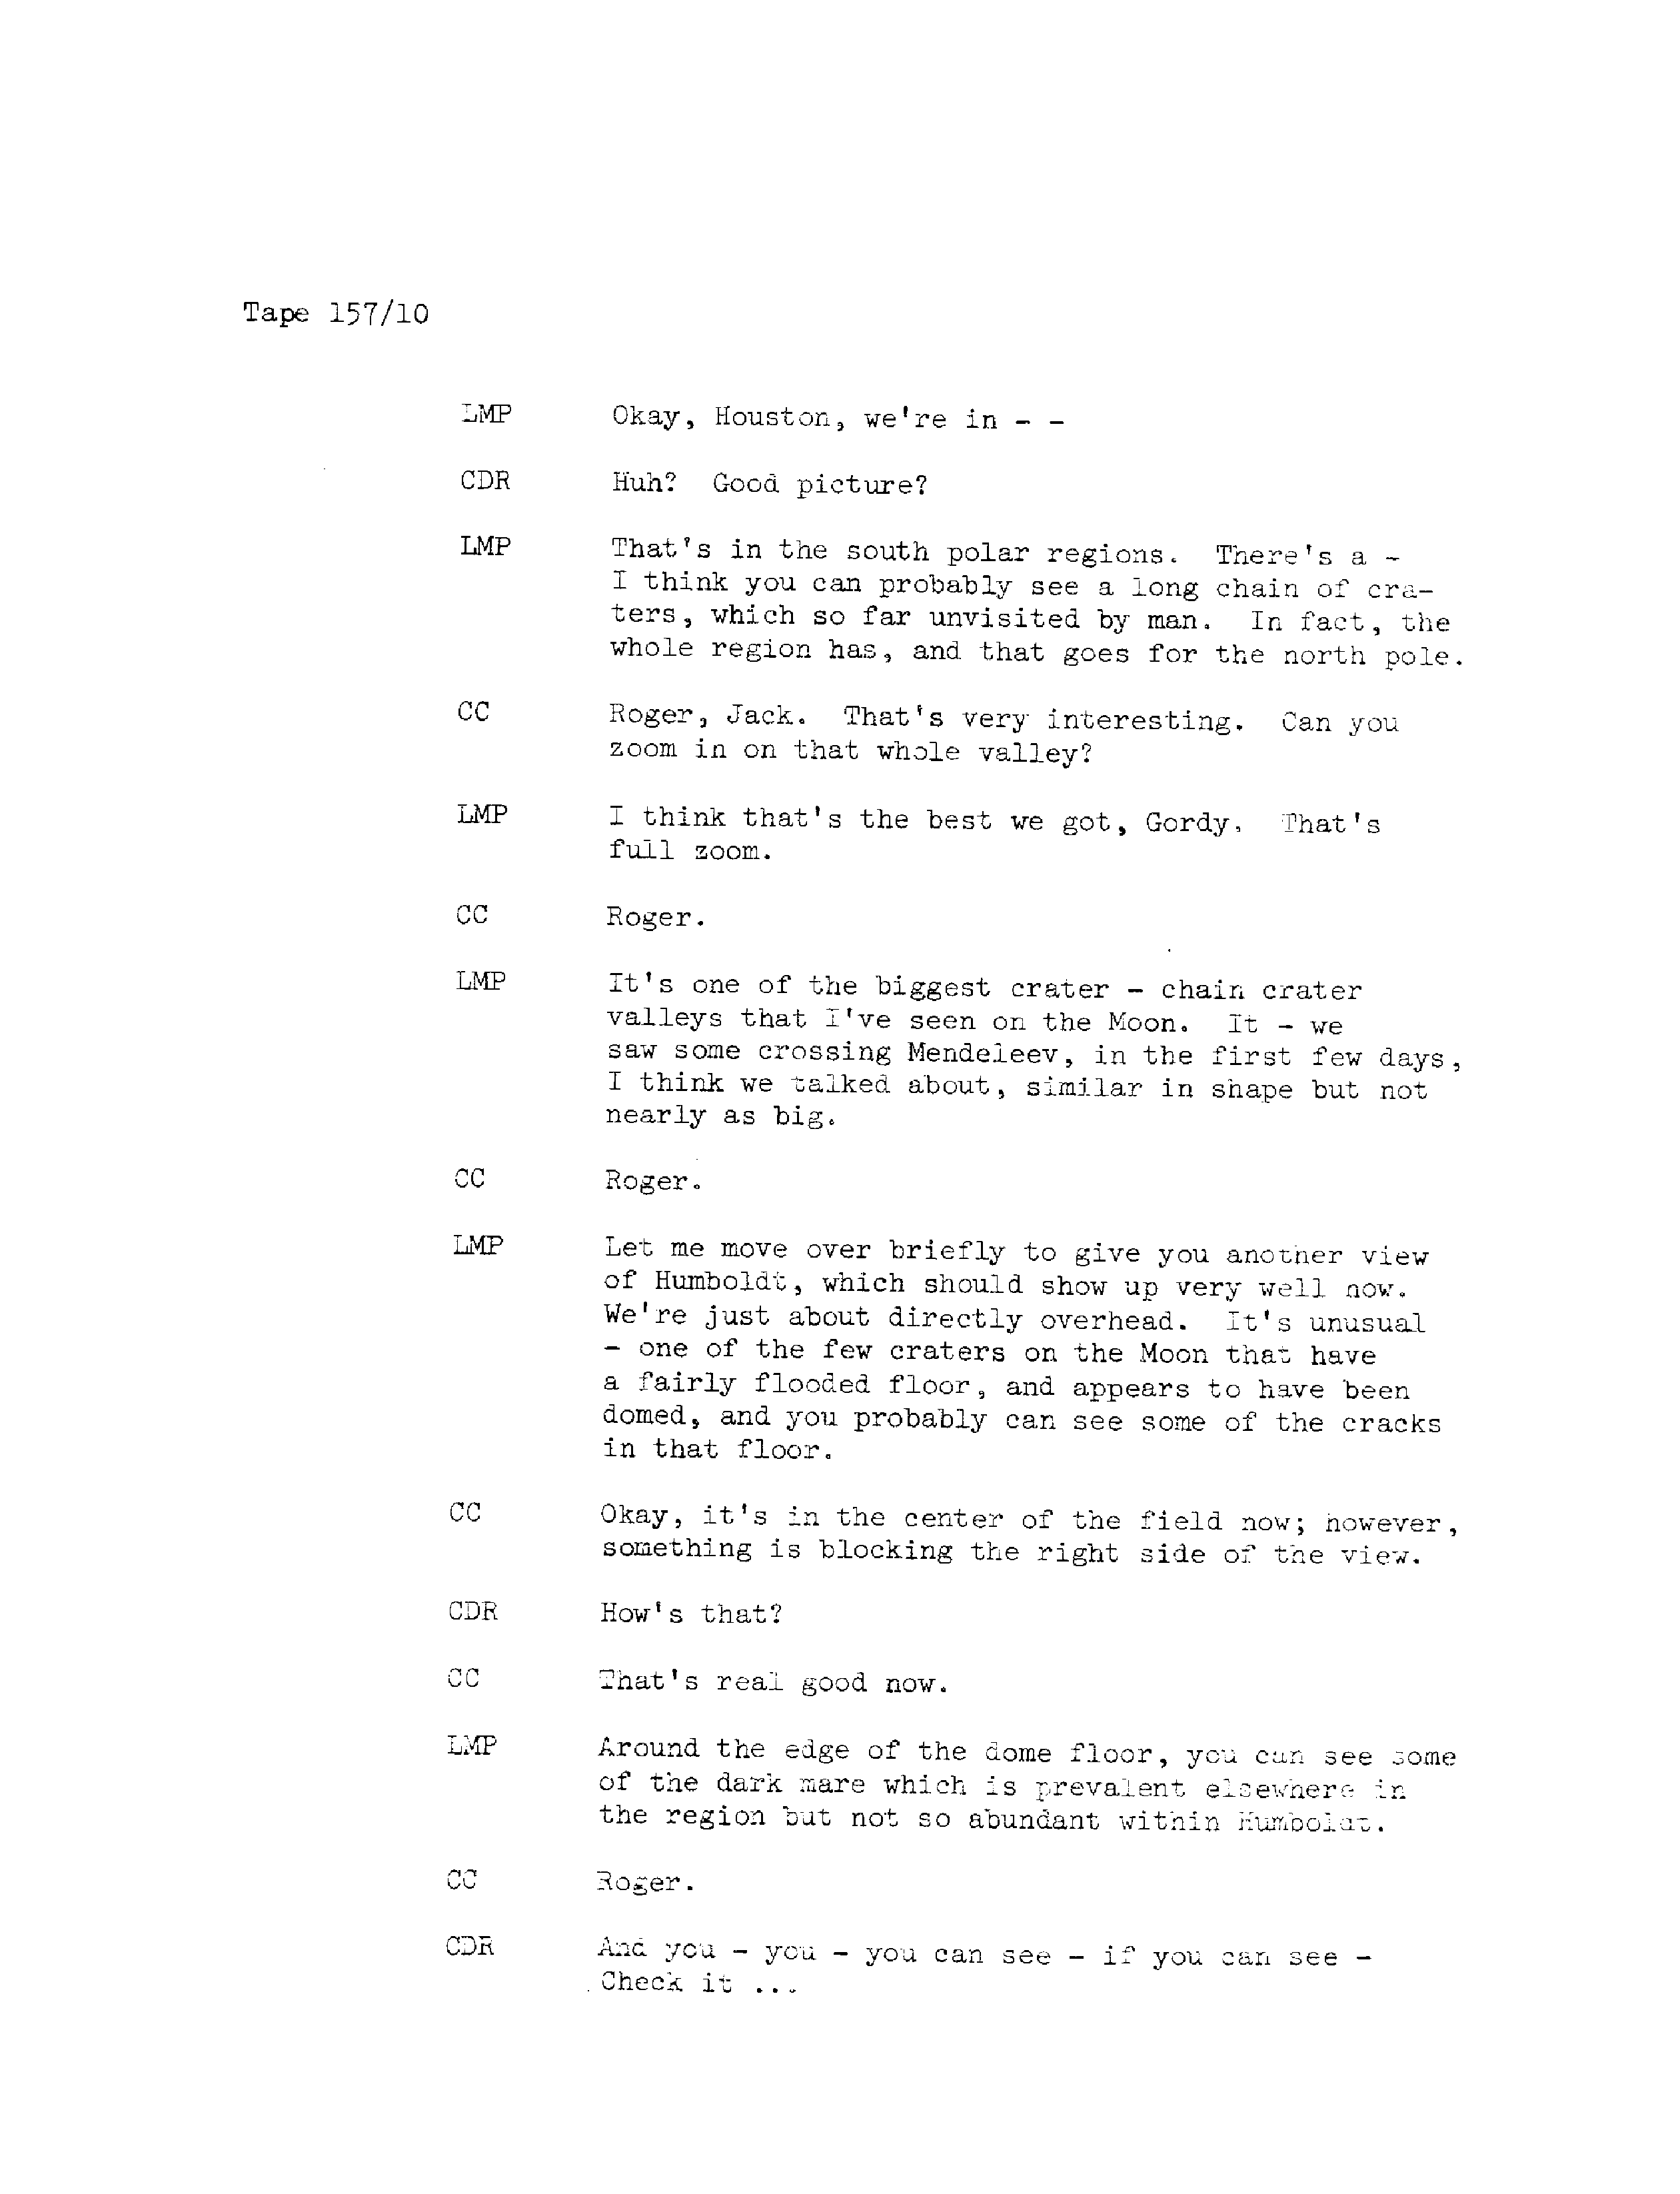 Tape 157/10
LMP Okay, Houston, we're in - -
CDR Huh? Good picture?
LMP That's in the south polar regions. There's a -
I think you can probably see a long chain of cra-
ters, which so far unvisited by man. In fact, the
whole region has, and that goes for the north pole.
CC Roger, Jack. That's very interesting. Can you
zoom in on that whole valley?
LMP I think that's the best we got, Gordy. That's
full zoom.
CC Roger.
LMP It's one of the biggest crater - chain crater
valleys that I've seen on the Moon. It - we
saw some crossing Mendeleev, in the first few days,
I think we talked about, similar in shape but not
nearly as big.
CC Roger.
LMP Let me move over briefly to give you another view
of Humboldt, which should show up very well now.
We're just about directly overhead. It's unusual
- one of the few craters on the Moon that have
a fairly flooded floor, and appears to have been
domed, and you probably can see some of the cracks
in that floor.
CC Okay, it's in the center of the field now; however,
something is blocking the right side of the view.
CDR How's that?
CC That's real good now.
LMP Around the edge of the dome floor, you can see some
of the dark mare which is prevalent elsewhere in
the region but not so abundant within Humboldt.
CC Roger.
CDR And you - you - you can see - if you can see -
Check it ...